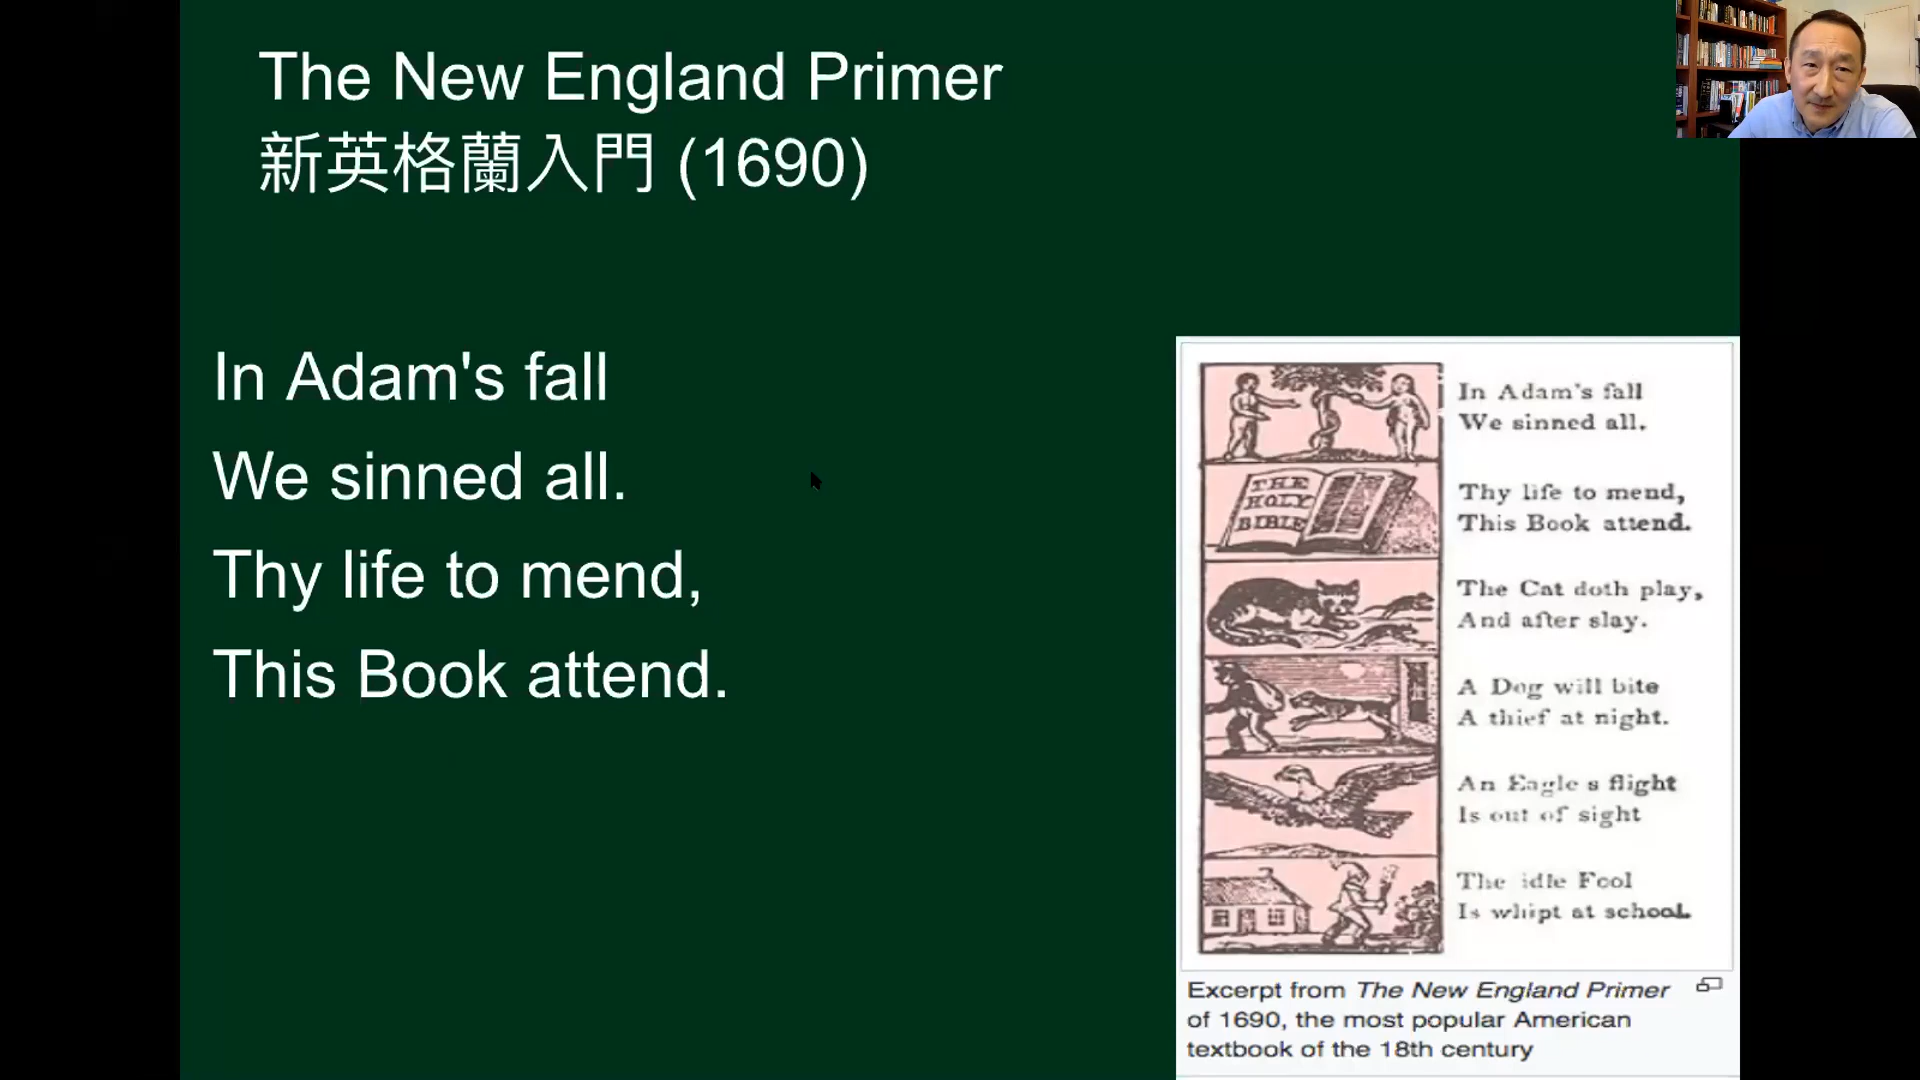 The New England Primer
新英格蘭入門 (1690)
In Adam's fall
We sinned all.
Thy life to mend,
This Book attend.
In Adam's fall
We sinned all.
THE
HOLY
BIBLE
Thy life to mend,
This Book attend.
The Cat doth play,
And after slay.
A Dog will bite
A thief at night.
An Eagle s flight
Is out of sight
The idle Fool
Is whipt at school.
Excerpt from The New England Primer
of 1690, the most popular American
textbook of the 18th century